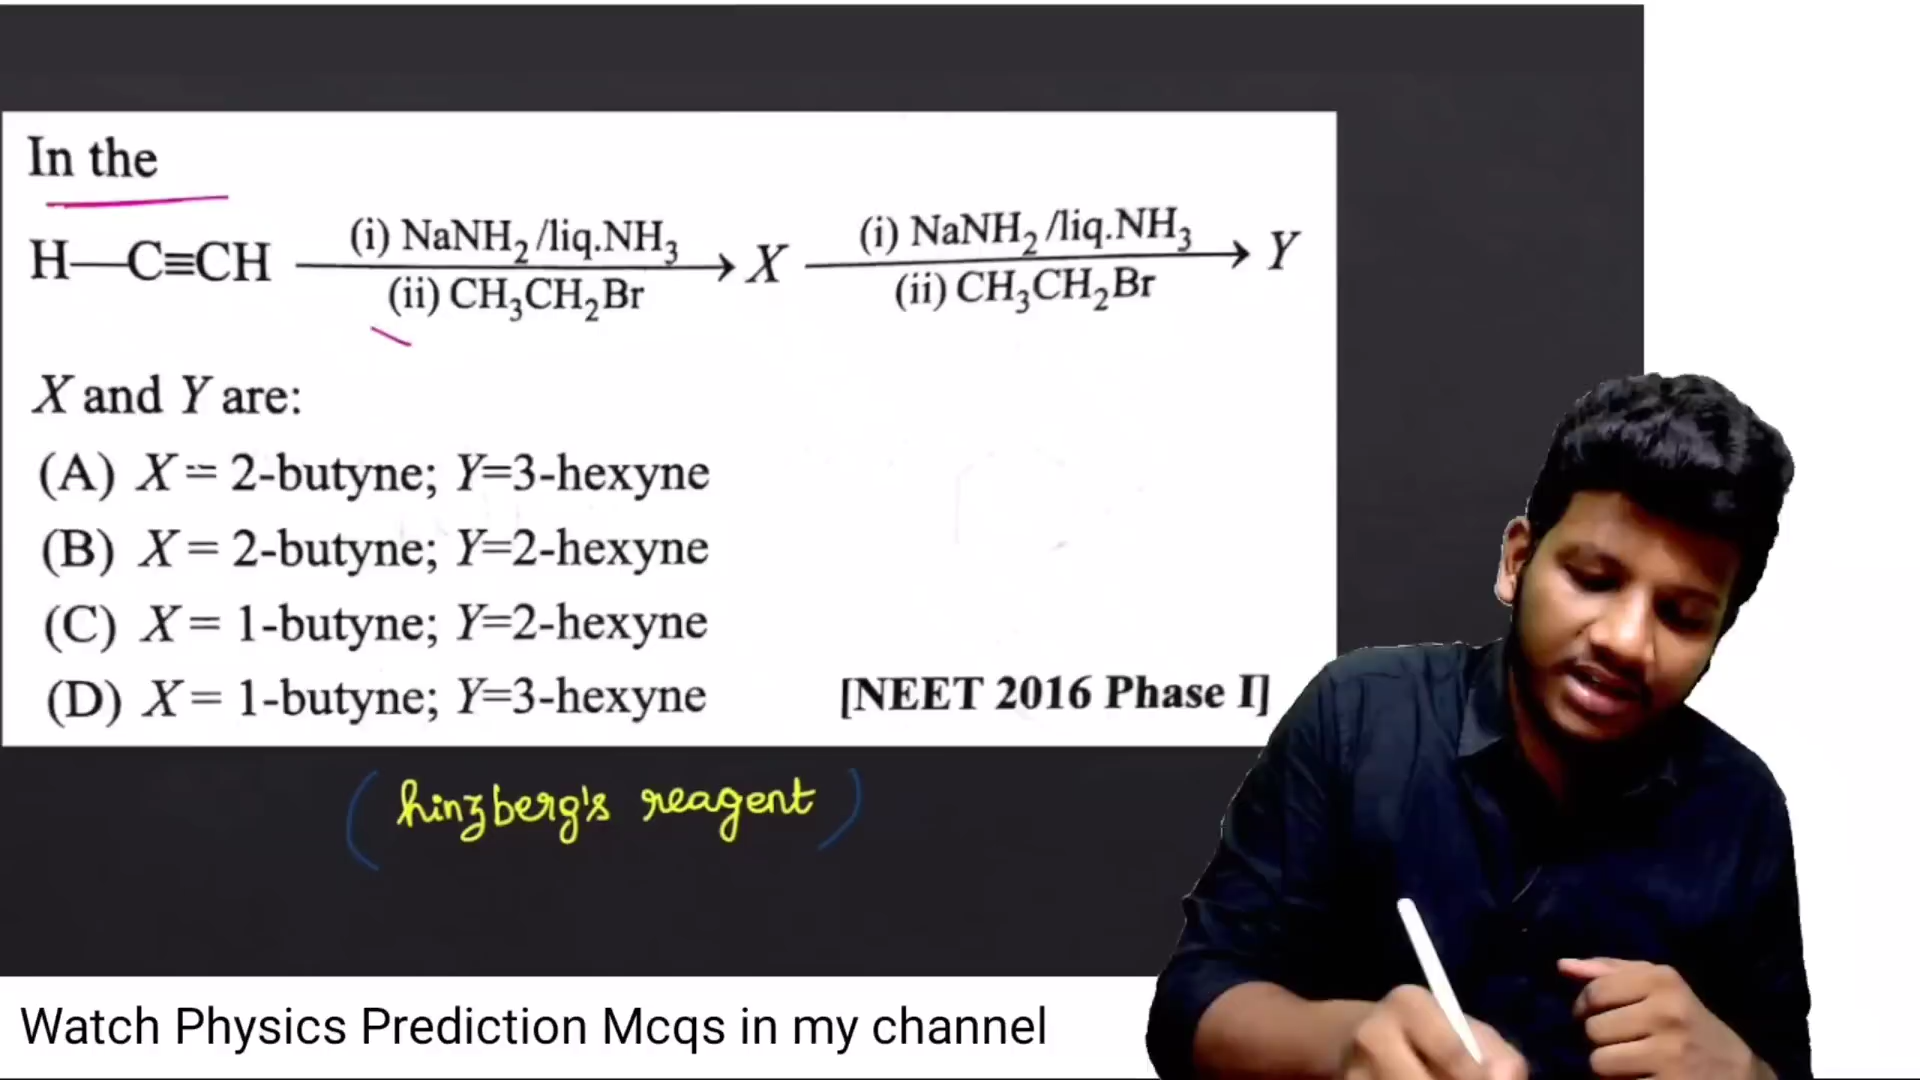 In the
H—C≡CH (i) NaNH₂/liq.NH₃ (ii) CH₃CH₂Br → X (i) NaNH₂/liq.NH₃ (ii) CH₃CH₂Br → Y
X and Y are:
(A) X = 2-butyne; Y=3-hexyne
(B) X = 2-butyne; Y=2-hexyne
(C) X = 1-butyne; Y=2-hexyne
(D) X = 1-butyne; Y=3-hexyne [NEET 2016 Phase I]
(hinzberg's reagent)
Watch Physics Prediction Mcqs in my channel